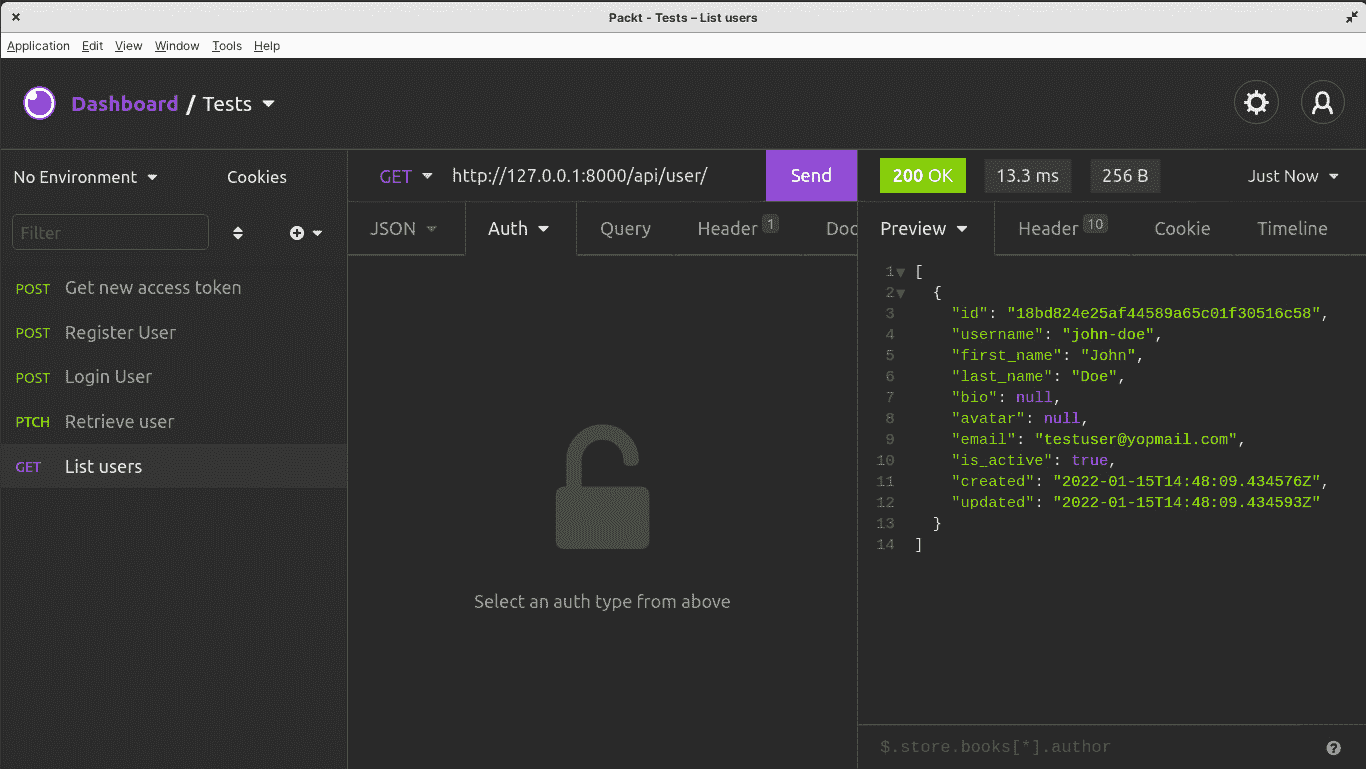 Packt - Tests – List users
Application Edit View Window Tools Help
Dashboard / Tests
No Environment Cookies
Filter
POST Get new access token
POST Register User
POST Login User
PTCH Retrieve user
GET List users
GET http://127.0.0.1:8000/api/user/ Send
JSON Auth Query Header 1 Doc
Select an auth type from above
200 OK 13.3 ms 256 B Just Now
Preview Header 10 Cookie Timeline
1 [
2 {
3 "id": "18bd824e25af44589a65c01f30516c58",
4 "username": "john-doe",
5 "first_name": "John",
6 "last_name": "Doe",
7 "bio": null,
8 "avatar": null,
9 "email": "testuser@yopmail.com",
10 "is_active": true,
11 "created": "2022-01-15T14:48:09.434576Z",
12 "updated": "2022-01-15T14:48:09.434593Z"
13 }
14 ]
$.store.books[*].author ?